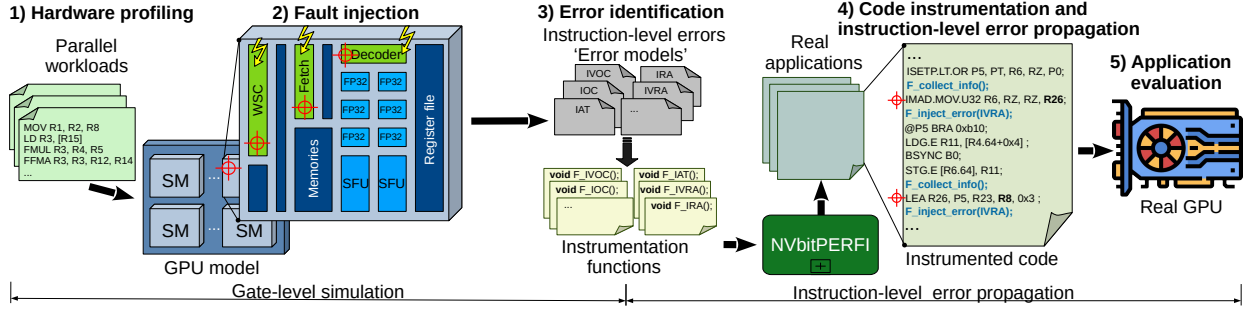 1) Hardware profiling
Parallel
workloads
MOV R1, R2, R8
LD R3, [R15]
FMUL R3, R4, R5
FFMA R3, R3, R12, R14
...
SM
...
SM
...
SM
GPU model
2) Fault injection
WSC
Fetch
Decoder
FP32
FP32
FP32
FP32
FP32
FP32
SFU
SFU
Memories
Register file
3) Error identification
Instruction-level errors
'Error models'
IVOC
IRA
IOC
IVRA
IAT
...
void F_IVOC();
void F_IAT();
void F_IOC();
void F_IVRA();
...
void F_IRA();
Instrumentation
functions
4) Code instrumentation and
instruction-level error propagation
Real
applications
NVbitPERFI
...
ISETP.LT.OR P5, PT, R6, RZ, P0;
F_collect_info();
IMAD.MOV.U32 R6, RZ, RZ, R26;
F_inject_error(IVRA);
@P5 BRA 0xb10;
LDG.E R11, [R4.64+0x4] ;
BSYNC B0;
STG.E [R6.64], R11;
F_collect_info();
LEA R26, P5, R23, R8, 0x3 ;
F_inject_error(IVRA);
...
Instrumented code
5) Application
evaluation
Real GPU
Gate-level simulation
Instruction-level error propagation